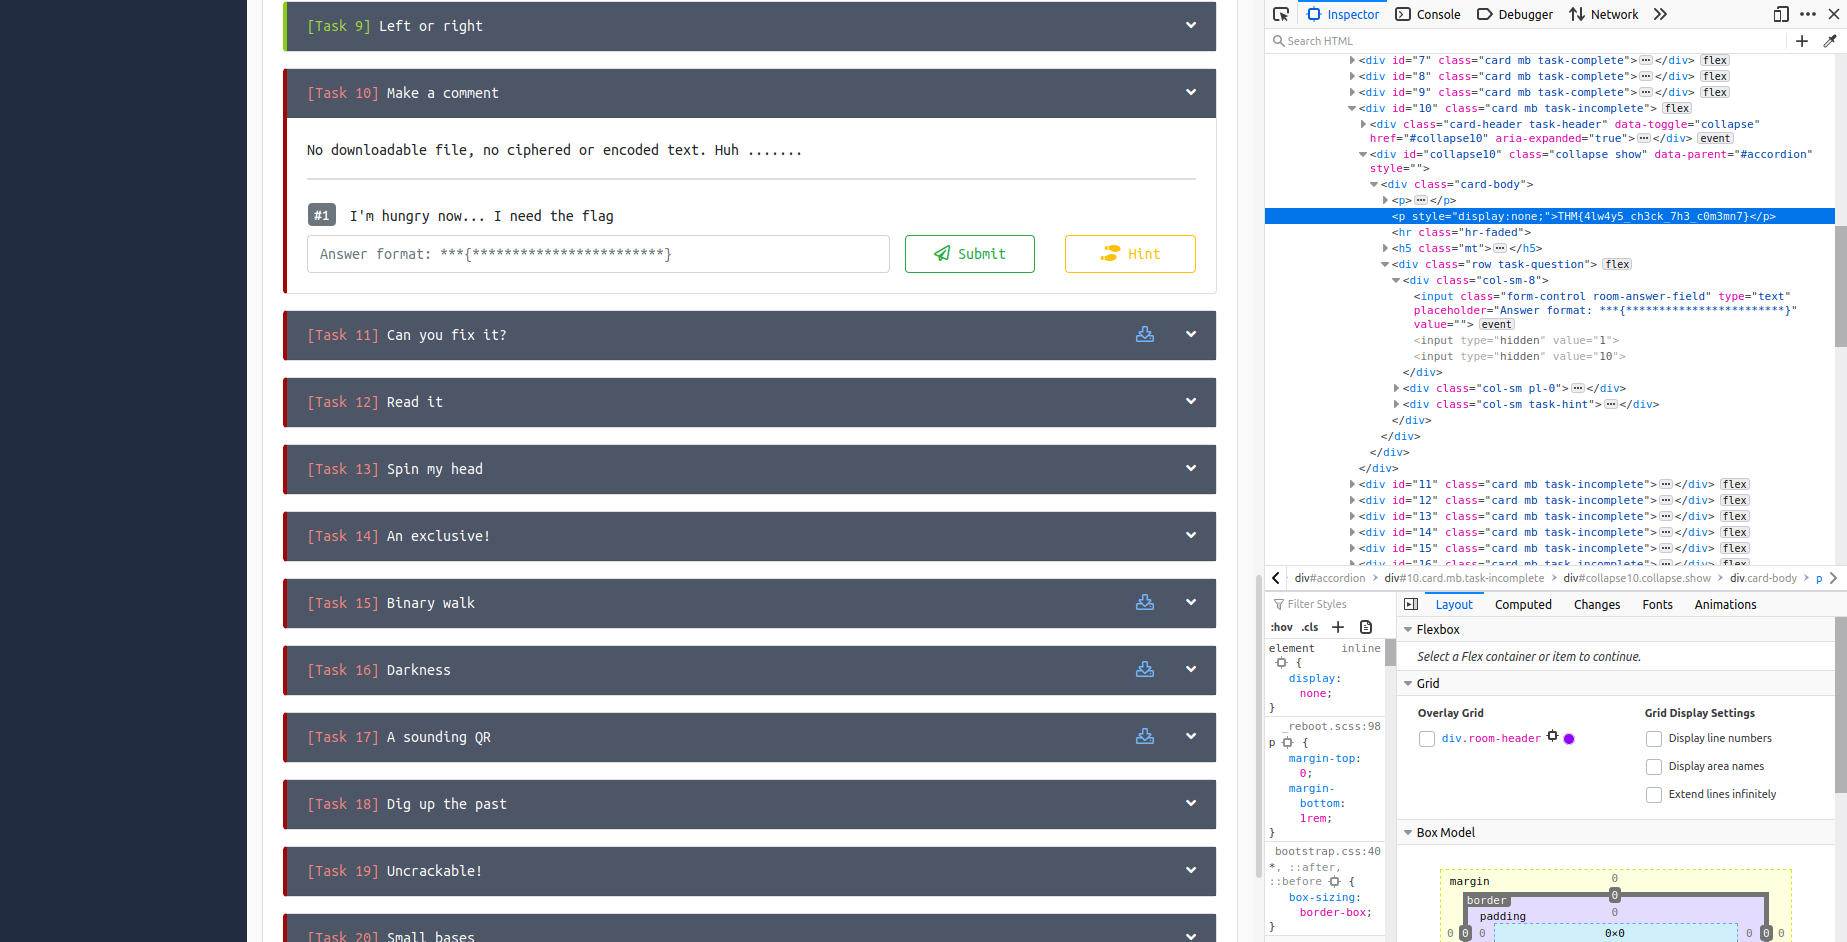 [Task 9] Left or right
[Task 10] Make a comment
No downloadable file, no ciphered or encoded text. Huh .......
#1 I'm hungry now... I need the flag
Answer format: ***{************************}
Submit
Hint
[Task 11] Can you fix it?
[Task 12] Read it
[Task 13] Spin my head
[Task 14] An exclusive!
[Task 15] Binary walk
[Task 16] Darkness
[Task 17] A sounding QR
[Task 18] Dig up the past
[Task 19] Uncrackable!
[Task 20] Small bases
Inspector Console Debugger Network
Search HTML
<div id="7" class="card mb task-complete"></div> flex
<div id="8" class="card mb task-complete"></div> flex
<div id="9" class="card mb task-complete"></div> flex
<div id="10" class="card mb task-incomplete"> flex
<div class="card-header task-header" data-toggle="collapse"
href="#collapse10" aria-expanded="true"></div> event
<div id="collapse10" class="collapse show" data-parent="#accordion"
style="">
<div class="card-body">
<p></p>
<p style="display:none;">THM{4lw4y5_ch3ck_7h3_c0m3mn7}</p>
<hr class="hr-faded">
<h5 class="mt"></h5>
<div class="row task-question"> flex
<div class="col-sm-8">
<input class="form-control room-answer-field" type="text"
placeholder="Answer format: ***{************************}"
value=""> event
<input type="hidden" value="1">
<input type="hidden" value="10">
</div>
<div class="col-sm pl-0"></div>
<div class="col-sm task-hint"></div>
</div>
</div>
</div>
</div>
<div id="11" class="card mb task-incomplete"></div> flex
<div id="12" class="card mb task-incomplete"></div> flex
<div id="13" class="card mb task-incomplete"></div> flex
<div id="14" class="card mb task-incomplete"></div> flex
<div id="15" class="card mb task-incomplete"></div> flex
<div id="16" class="card mb task-incomplete"></div> flex
div#accordion > div#10.card.mb.task-incomplete > div#collapse10.collapse.show > div.card-body > p
Filter Styles
:hov .cls +
element inline
{
display:
none;
}
_reboot.scss:98
p {
margin-top:
0;
margin-
bottom:
1rem;
}
bootstrap.css:40
*, ::after,
::before {
box-sizing:
border-box;
}
Layout Computed Changes Fonts Animations
Flexbox
Select a Flex container or item to continue.
Grid
Overlay Grid
div.room-header
Grid Display Settings
Display line numbers
Display area names
Extend lines infinitely
Box Model
margin 0
border 0
padding 0
0 0 0 0×0 0 0 0